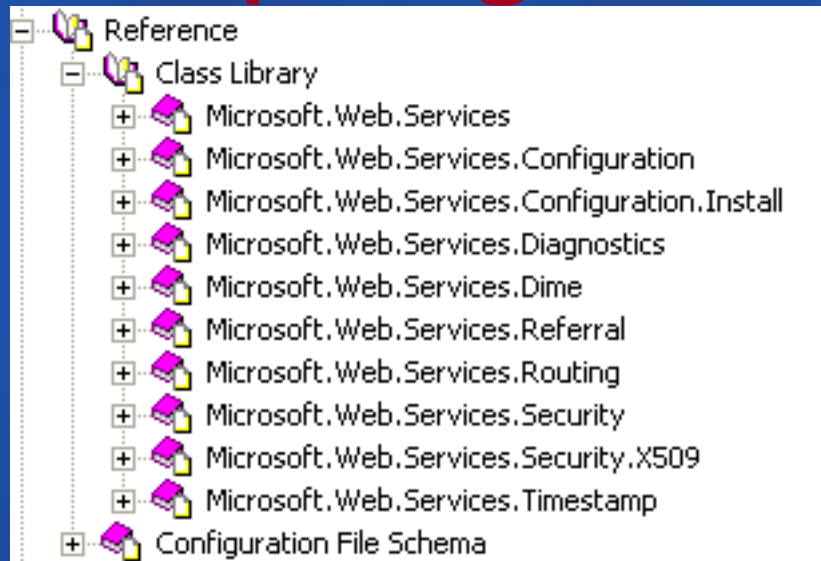 Reference
Class Library
Microsoft.Web.Services
Microsoft.Web.Services.Configuration
Microsoft.Web.Services.Configuration.Install
Microsoft.Web.Services.Diagnostics
Microsoft.Web.Services.Dime
Microsoft.Web.Services.Referral
Microsoft.Web.Services.Routing
Microsoft.Web.Services.Security
Microsoft.Web.Services.Security.X509
Microsoft.Web.Services.Timestamp
Configuration File Schema